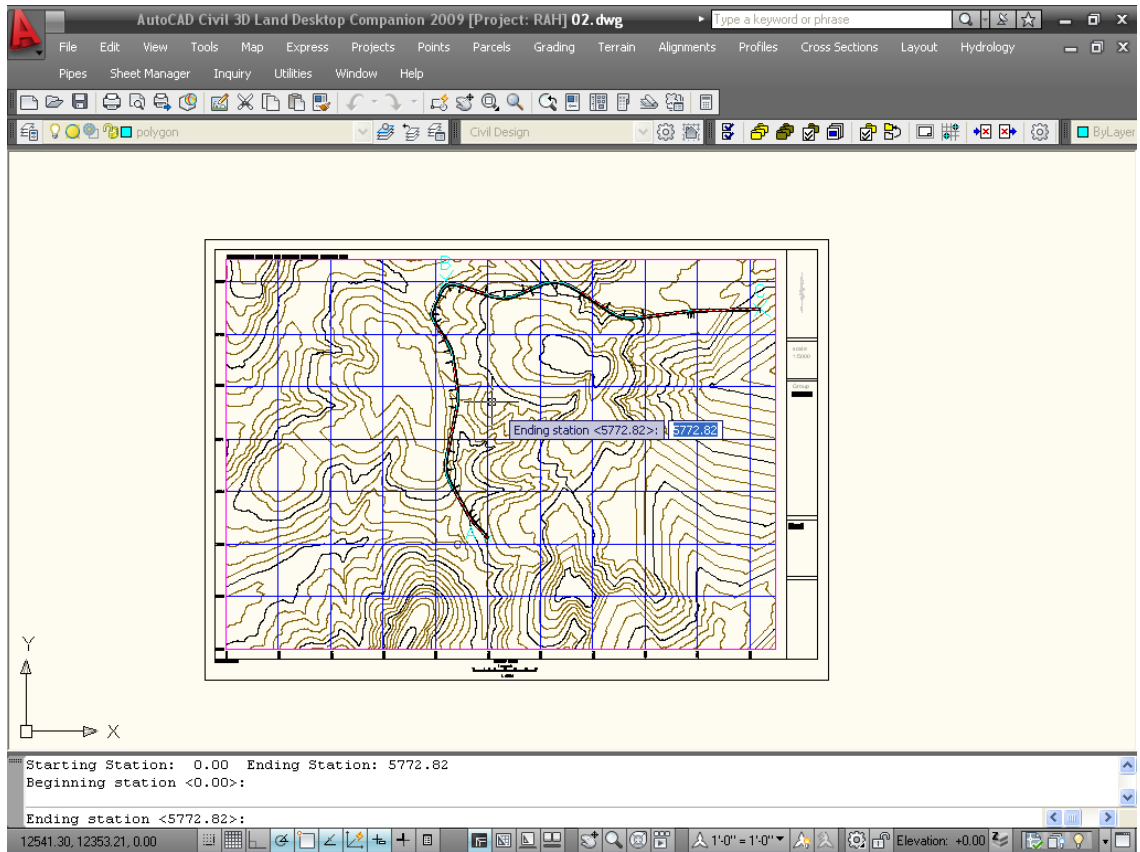 AutoCAD Civil 3D Land Desktop Companion 2009 [Project: RAH] 02.dwg
Type a keyword or phrase
File Edit View Tools Map Express Projects Points Parcels Grading Terrain Alignments Profiles Cross Sections Layout Hydrology
Pipes Sheet Manager Inquiry Utilities Window Help
polygon
Civil Design
ByLayer
B
C
scale
1:5000
Group
Ending station <5772.82>: 5772.82
A
Y
X
Starting Station: 0.00 Ending Station: 5772.82
Beginning station <0.00>:
Ending station <5772.82>:
12541.30, 12353.21, 0.00
1'-0" = 1'-0"
Elevation: +0.00